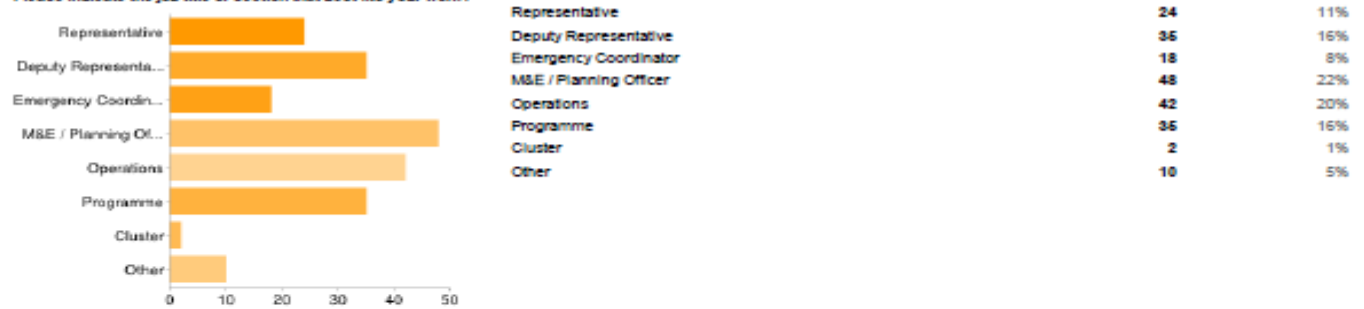 Representative
Deputy Representa...
Emergency Coordin...
M&E / Planning Of...
Operations
Programme
Cluster
Other
0 10 20 30 40 50
Representative 24 11%
Deputy Representative 35 16%
Emergency Coordinator 18 8%
M&E / Planning Officer 48 22%
Operations 42 20%
Programme 35 16%
Cluster 2 1%
Other 10 5%